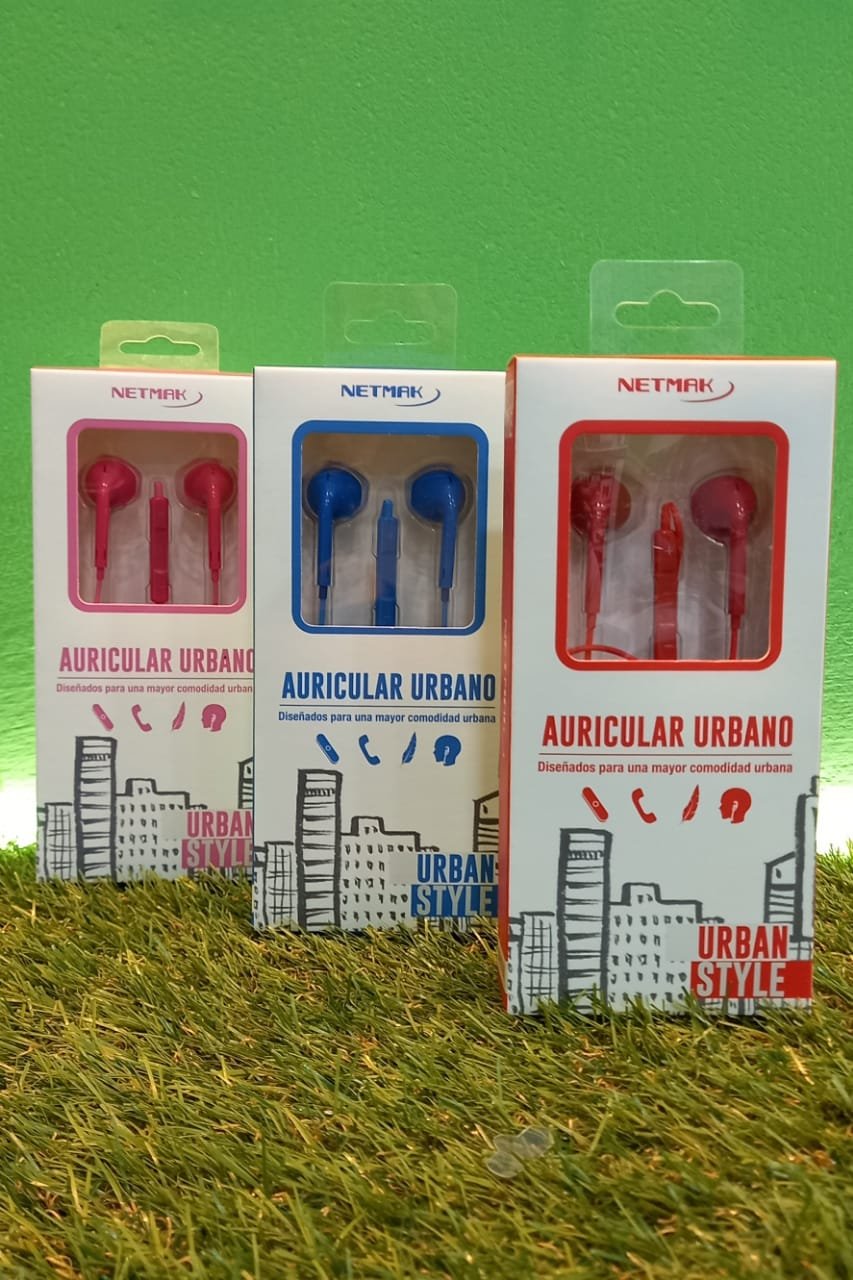 NETMAK
AURICULAR URBANO
Diseñados para una mayor comodidad urban
URBAN
STYLE
NETMAK
AURICULAR URBANO
Diseñados para una mayor comodidad urbana
URBAN
STYLE
NETMAK
AURICULAR URBANO
Diseñados para una mayor comodidad urbana
URBAN
STYLE